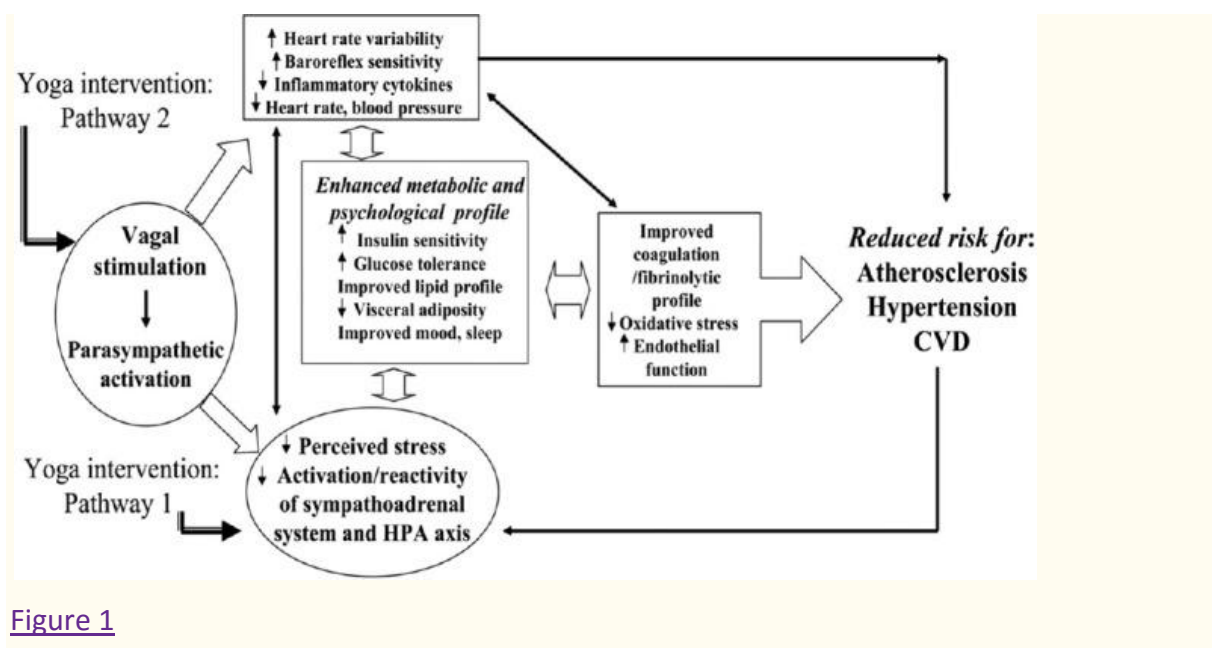 ↑ Heart rate variability
↑ Baroreflex sensitivity
↓ Inflammatory cytokines
↓ Heart rate, blood pressure
Yoga intervention:
Pathway 2
Enhanced metabolic and
psychological profile
↑ Insulin sensitivity
↑ Glucose tolerance
Improved lipid profile
↓ Visceral adiposity
Improved mood, sleep
Vagal
stimulation
Parasympathetic
activation
Improved
coagulation
/fibrinolytic
profile
↓ Oxidative stress
↑ Endothelial
function
Reduced risk for:
Atherosclerosis
Hypertension
CVD
Yoga intervention:
Pathway 1
↓ Perceived stress
↓ Activation/reactivity
of sympathoadrenal
system and HPA axis
Figure 1